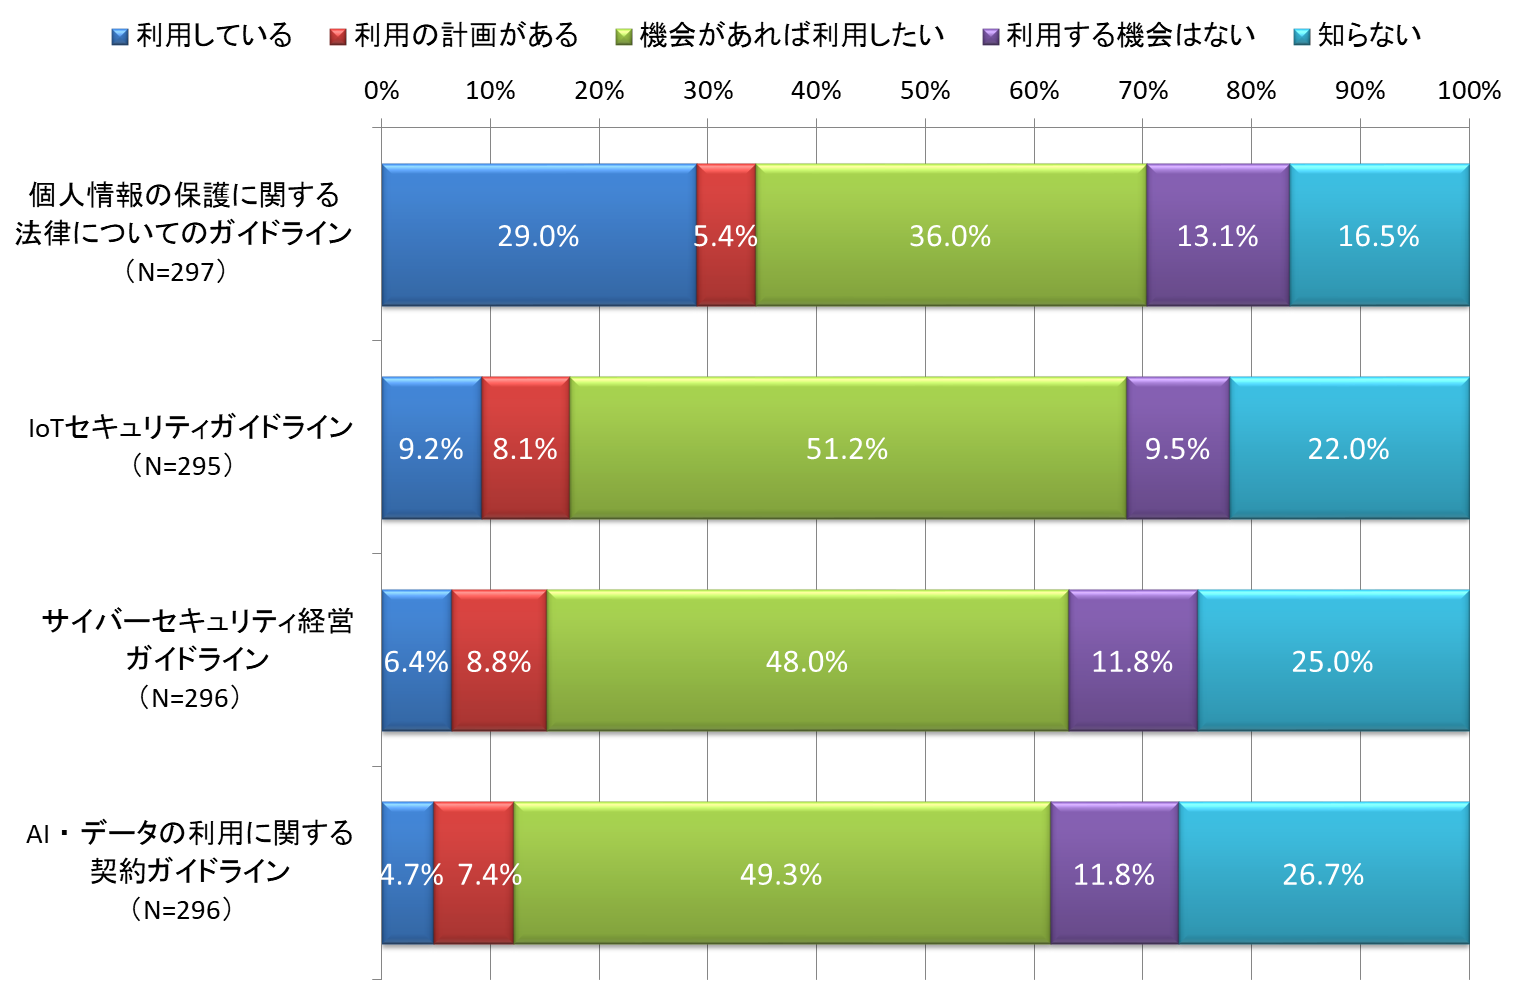 利用している 利用の計画がある 機会があれば利用したい 利用する機会はない 知らない
0% 10% 20% 30% 40% 50% 60% 70% 80% 90% 100%
個人情報の保護に関する
法律についてのガイドライン
（N=297）
29.0% 5.4% 36.0% 13.1% 16.5%
IoTセキュリティガイドライン
（N=295）
9.2% 8.1% 51.2% 9.5% 22.0%
サイバーセキュリティ経営
ガイドライン
（N=296）
6.4% 8.8% 48.0% 11.8% 25.0%
AI・データの利用に関する
契約ガイドライン
（N=296）
4.7% 7.4% 49.3% 11.8% 26.7%